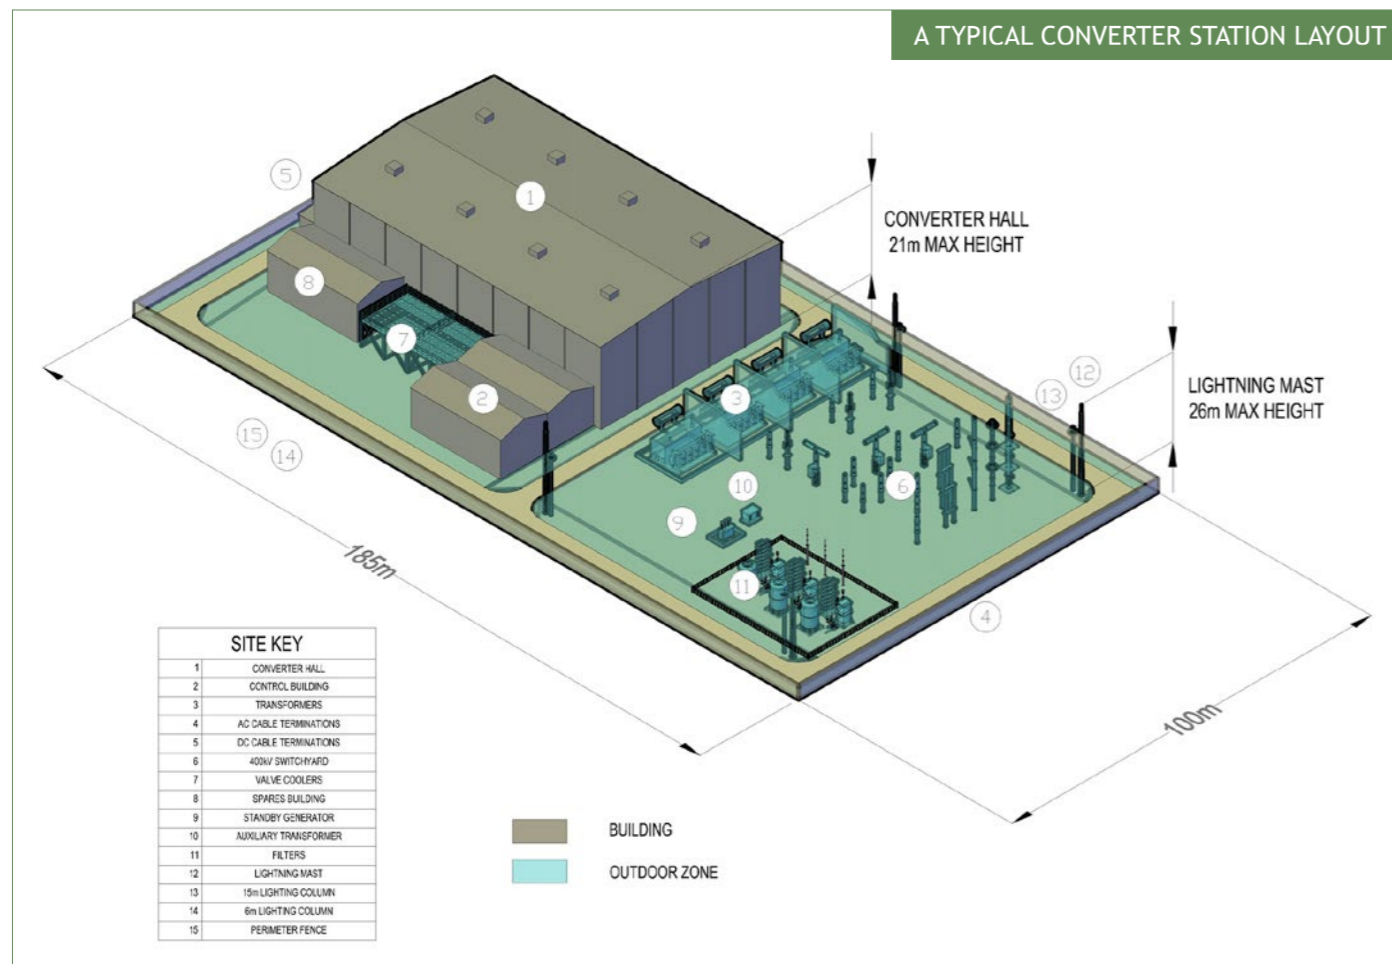 A TYPICAL CONVERTER STATION LAYOUT
5
1
CONVERTER HALL
21m MAX HEIGHT
8
7
2
3
12
13
LIGHTNING MAST
26m MAX HEIGHT
15
14
6
10
9
11
4
185m
100m
SITE KEY
1 CONVERTER HALL
2 CONTROL BUILDING
3 TRANSFORMERS
4 AC CABLE TERMINATIONS
5 DC CABLE TERMINATIONS
6 400kV SWITCHYARD
7 VALVE COOLERS
8 SPARES BUILDING
9 STANDBY GENERATOR
10 AUXILIARY TRANSFORMER
11 FILTERS
12 LIGHTNING MAST
13 15m LIGHTING COLUMN
14 6m LIGHTING COLUMN
15 PERIMETER FENCE
BUILDING
OUTDOOR ZONE